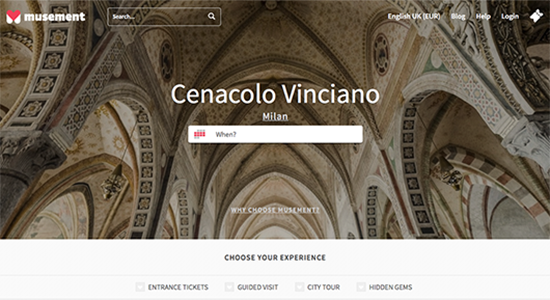 musement Search... English UK (EUR) Blog Help Login
Cenacolo Vinciano
Milan
When?
WHY CHOOSE MUSEMENT?
CHOOSE YOUR EXPERIENCE
ENTRANCE TICKETS GUIDED VISIT CITY TOUR HIDDEN GEMS